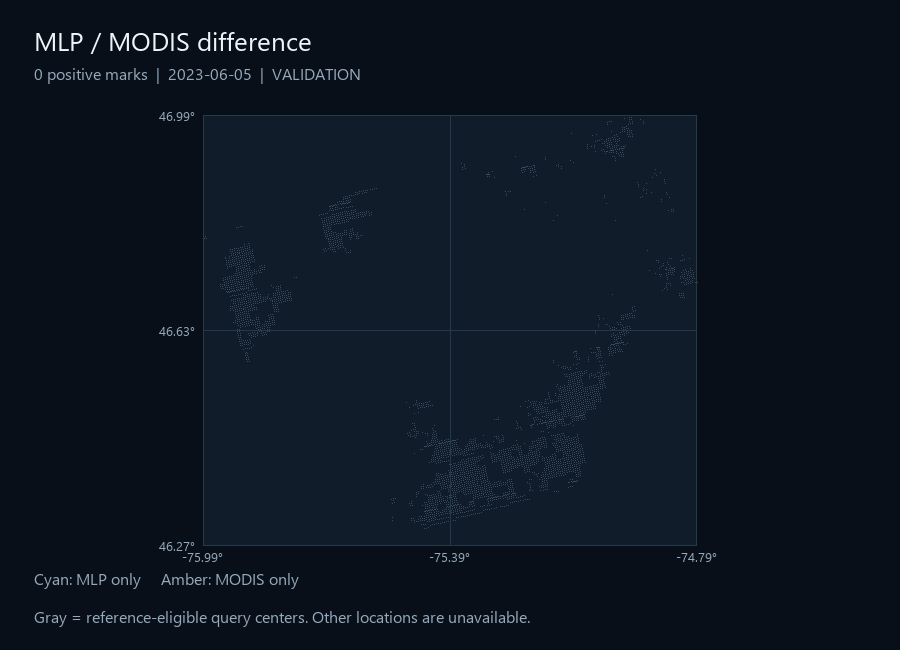 MLP / MODIS difference
0 positive marks | 2023-06-05 | VALIDATION
46.99°
46.63°
46.27°
-75.99° -75.39° -74.79°
Cyan: MLP only Amber: MODIS only
Gray = reference-eligible query centers. Other locations are unavailable.